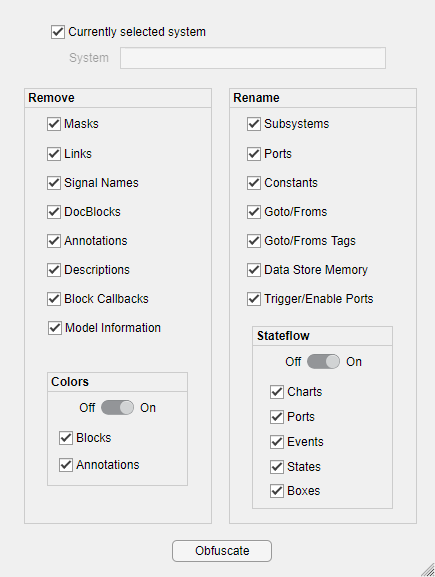 Currently selected system
System
Remove
Masks
Links
Signal Names
DocBlocks
Annotations
Descriptions
Block Callbacks
Model Information
Colors
Off On
Blocks
Annotations
Rename
Subsystems
Ports
Constants
Goto/Froms
Goto/Froms Tags
Data Store Memory
Trigger/Enable Ports
Stateflow
Off On
Charts
Ports
Events
States
Boxes
Obfuscate